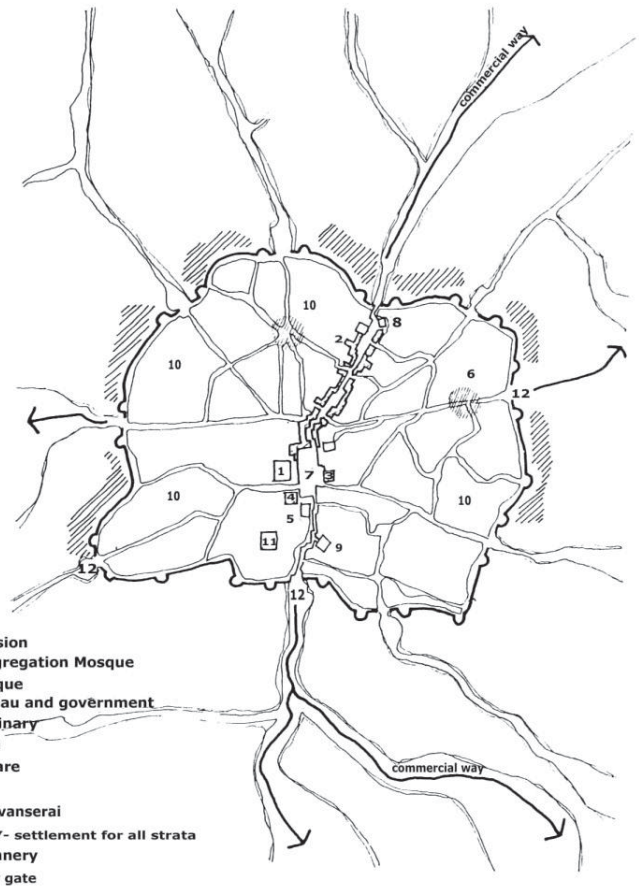 commercial way
10
8
2
10
6
12
1
7
3
10
4
10
5
11
9
12
12
sion
gregation Mosque
que
au and government
inary
are
vanserai
- settlement for all strata
nnery
gate
commercial way